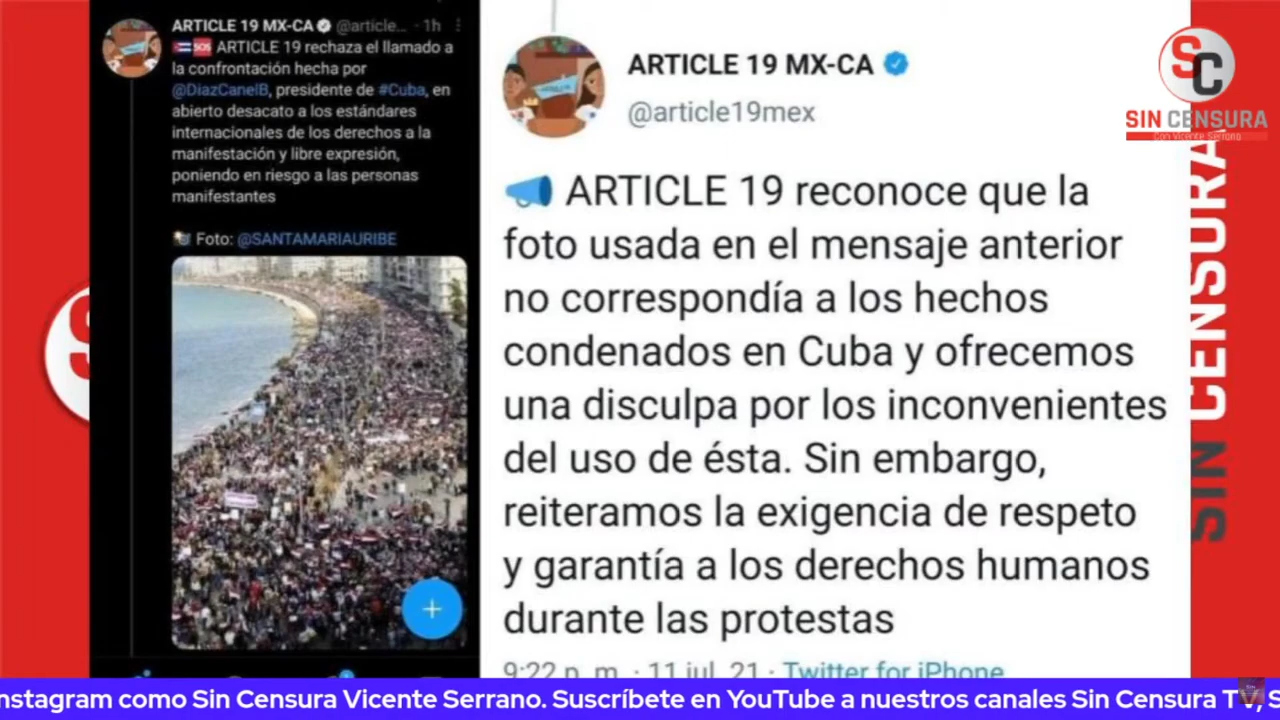 ARTICLE 19 MX-CA @article... · 1h
SOS ARTICLE 19 rechaza el llamado a
la confrontación hecha por
@DiazCanelB, presidente de #Cuba, en
abierto desacato a los estándares
internacionales de los derechos a la
manifestación y libre expresión,
poniendo en riesgo a las personas
manifestantes
Foto: @SANTAMARIAURIBE
ARTICLE 19 MX-CA
@article19mex
ARTICLE 19 reconoce que la
foto usada en el mensaje anterior
no correspondía a los hechos
condenados en Cuba y ofrecemos
una disculpa por los inconvenientes
del uso de ésta. Sin embargo,
reiteramos la exigencia de respeto
y garantía a los derechos humanos
durante las protestas
9:22 p. m. · 11 jul. 21 · Twitter for iPhone
SC
SIN CENSURA
Con Vicente Serrano
SIN CENSURA
S
nstagram como Sin Censura Vicente Serrano. Suscríbete en YouTube a nuestros canales Sin Censura TV, S